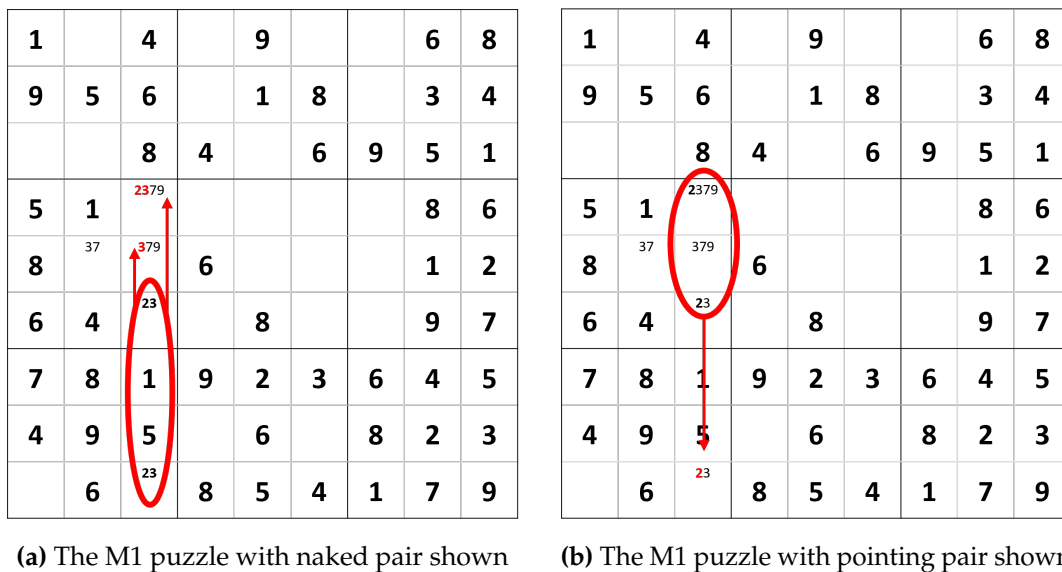 1 4 9 6 8
9 5 6 1 8 3 4
8 4 6 9 5 1
2379
5 1 8 6
37 379
8 6 1 2
23
6 4 8 9 7
7 8 1 9 2 3 6 4 5
4 9 5 6 8 2 3
23
6 8 5 4 1 7 9
(a) The M1 puzzle with naked pair shown
1 4 9 6 8
9 5 6 1 8 3 4
8 4 6 9 5 1
2379
5 1 8 6
37 379
8 6 1 2
23
6 4 8 9 7
7 8 1 9 2 3 6 4 5
4 9 5 6 8 2 3
23
6 8 5 4 1 7 9
(b) The M1 puzzle with pointing pair shown